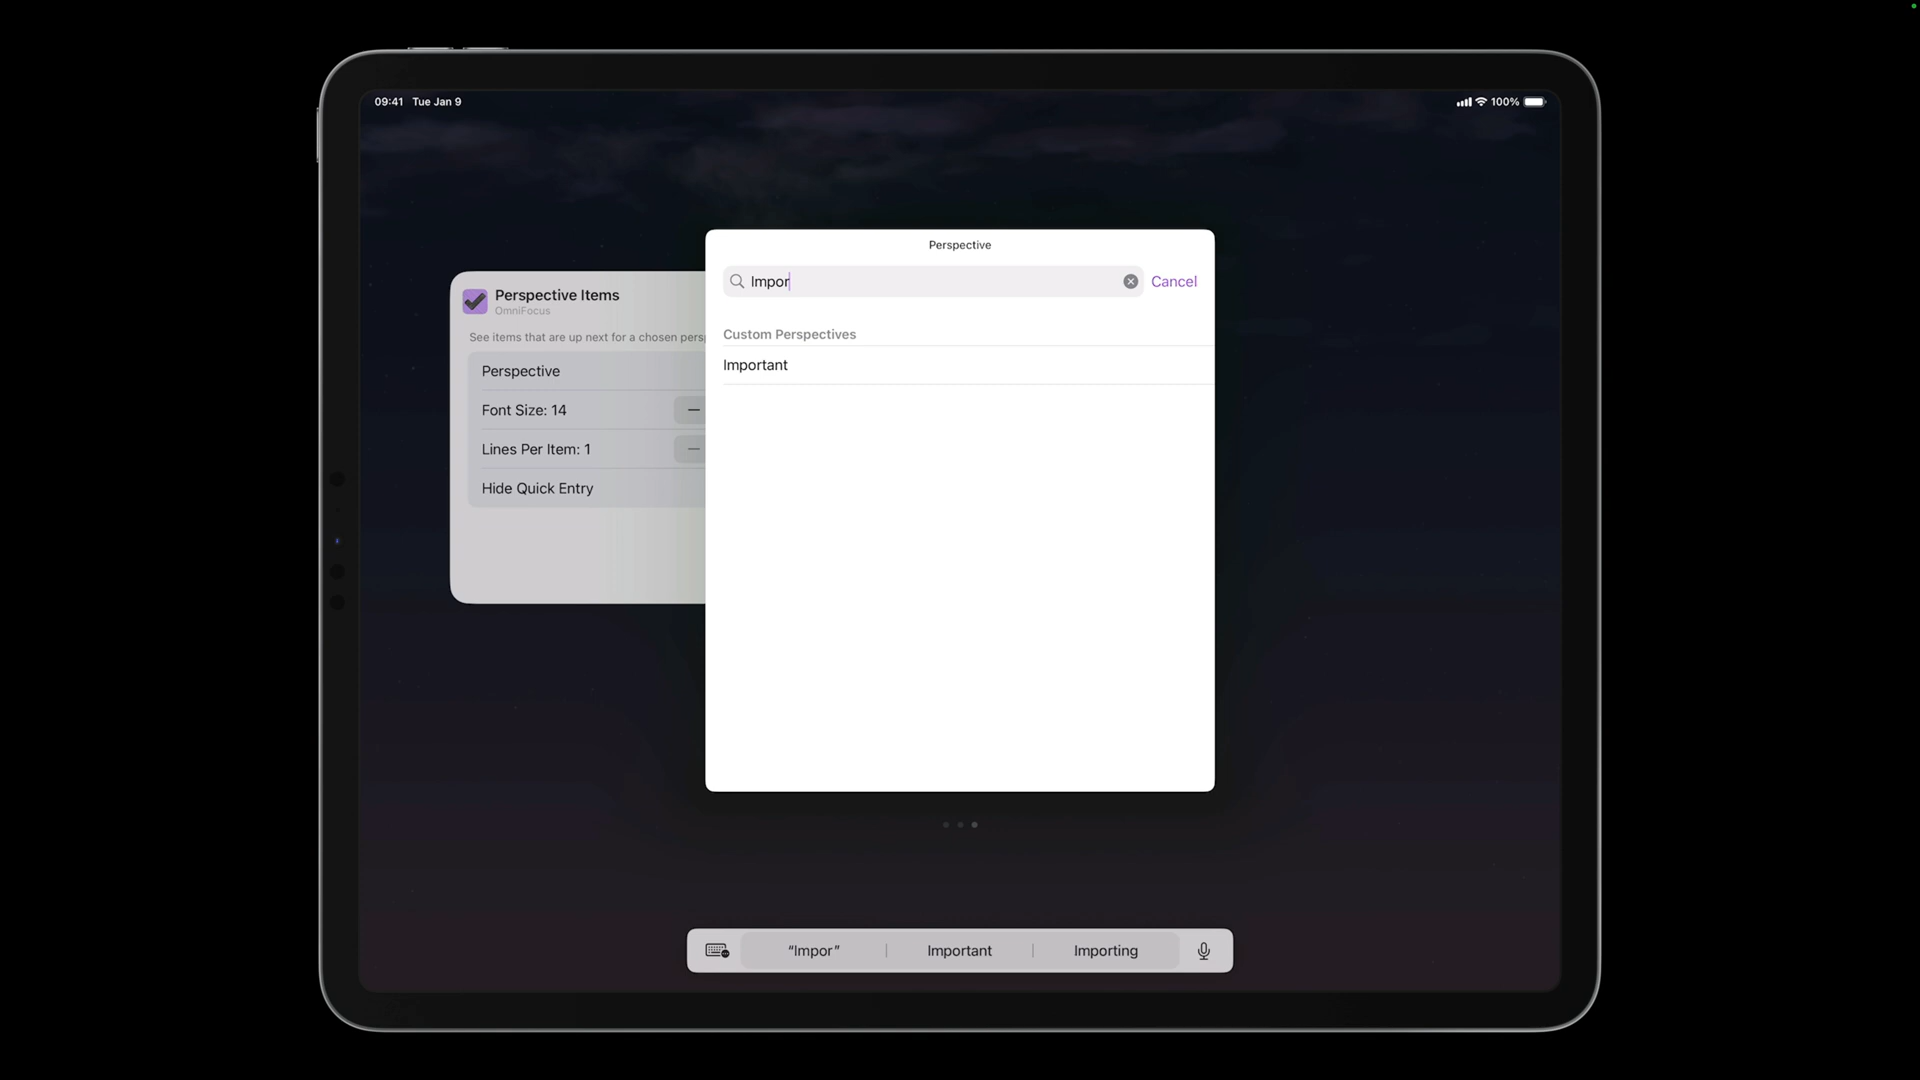 09:41 Tue Jan 9
100%
Perspective
Impor
Cancel
Custom Perspectives
Important
Perspective Items
OmniFocus
See items that are up next for a chosen pers
Perspective
Font Size: 14
Lines Per Item: 1
Hide Quick Entry
“Impor” Important Importing